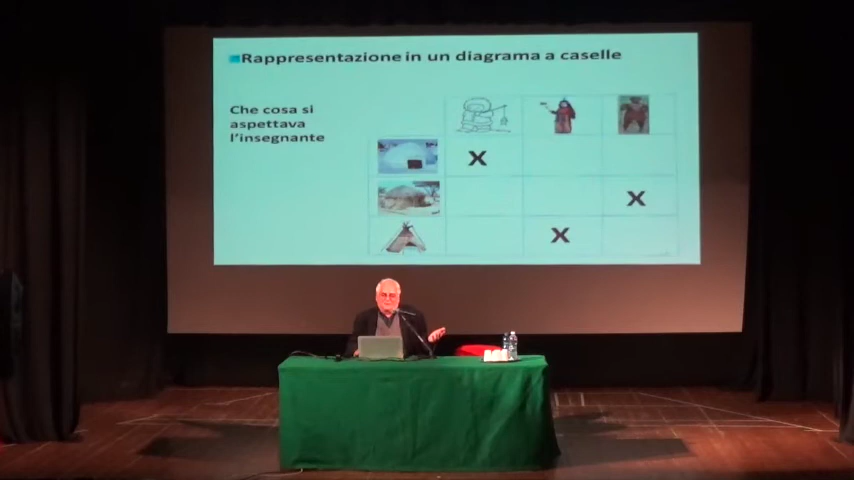 Rappresentazione in un diagrama a caselle
Che cosa si
aspettava
l'insegnante
X
X
X